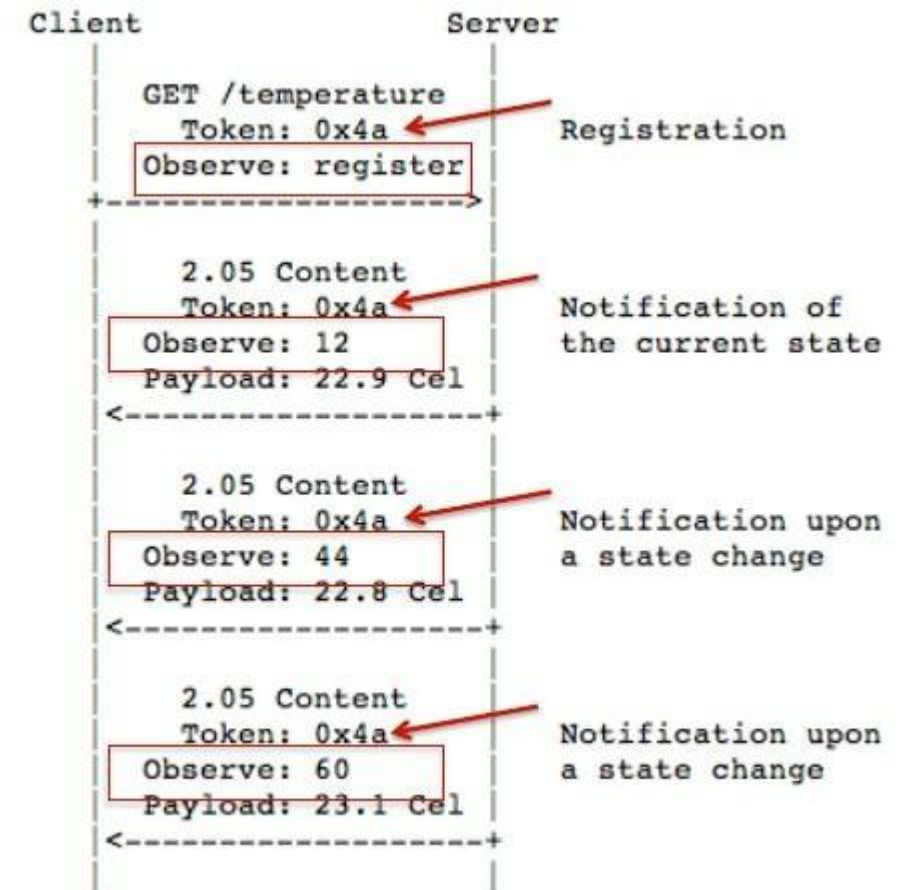 Client Server
GET /temperature
Token: 0x4a Registration
Observe: register
2.05 Content
Token: 0x4a Notification of
Observe: 12 the current state
Payload: 22.9 Cel
2.05 Content
Token: 0x4a Notification upon
Observe: 44 a state change
Payload: 22.8 Cel
2.05 Content
Token: 0x4a Notification upon
Observe: 60 a state change
Payload: 23.1 Cel